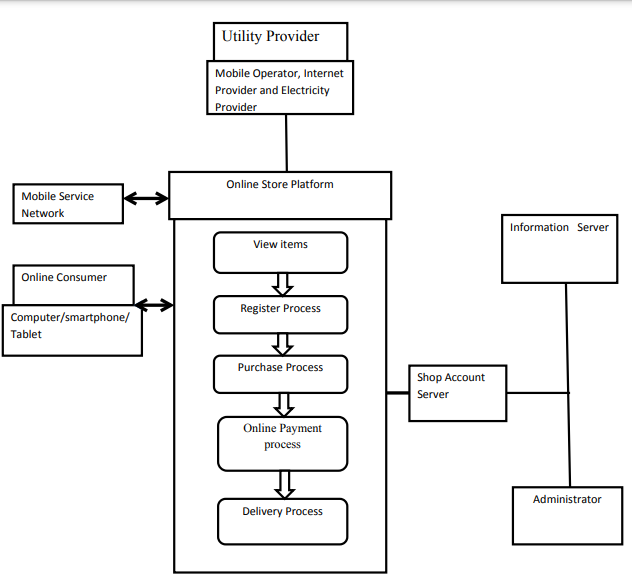 Utility Provider
Mobile Operator, Internet
Provider and Electricity
Provider
Online Store Platform
Mobile Service
Network
Information Server
View items
Online Consumer
Computer/smartphone/
Tablet
Register Process
Purchase Process
Shop Account
Server
Online Payment
process
Administrator
Delivery Process